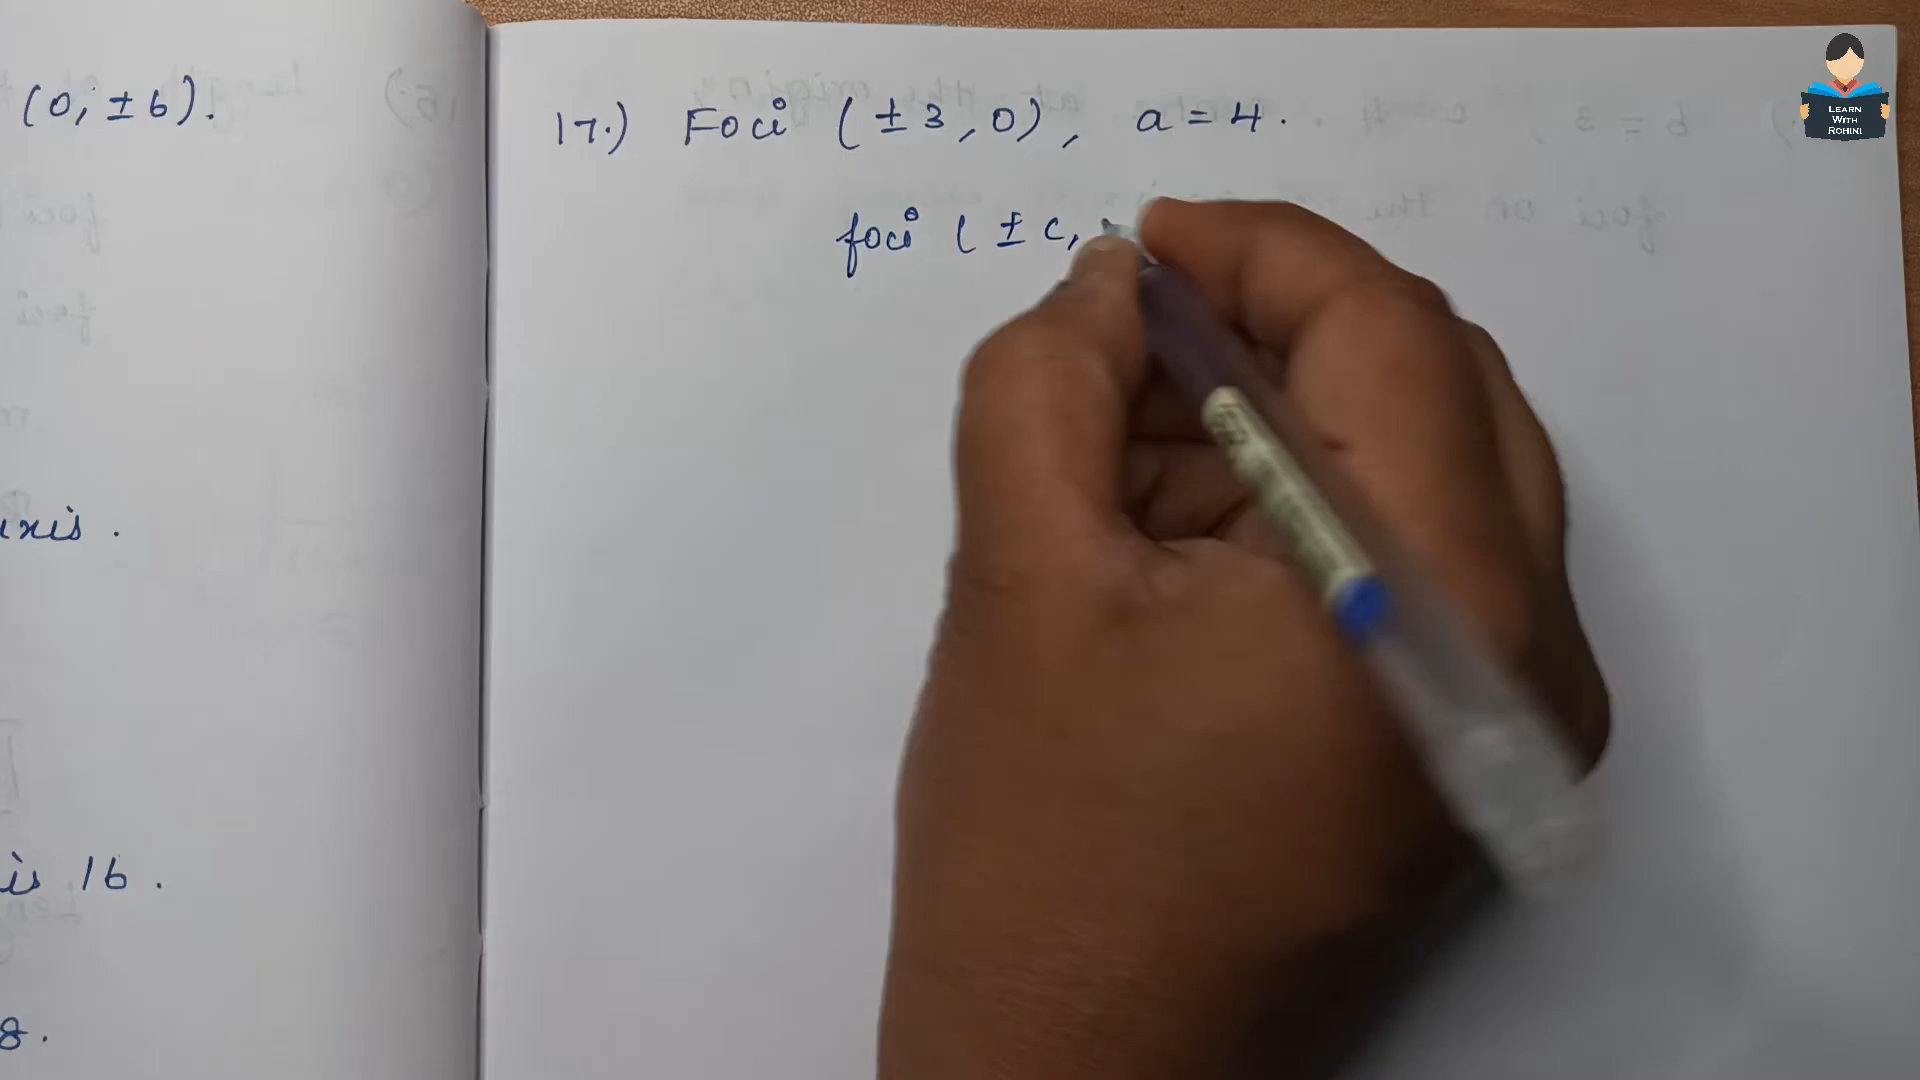 (0, ±6).
axis.
is 16.
8.
17.) Foci (±3, 0), a = 4.
foci (± c,
LEARN
WITH
ROHINI